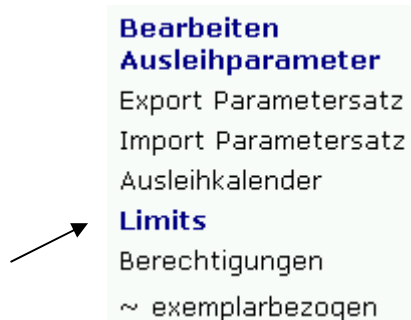 Bearbeiten
Ausleihparameter
Export Parametersatz
Import Parametersatz
Ausleihkalender
Limits
Berechtigungen
~ exemplarbezogen